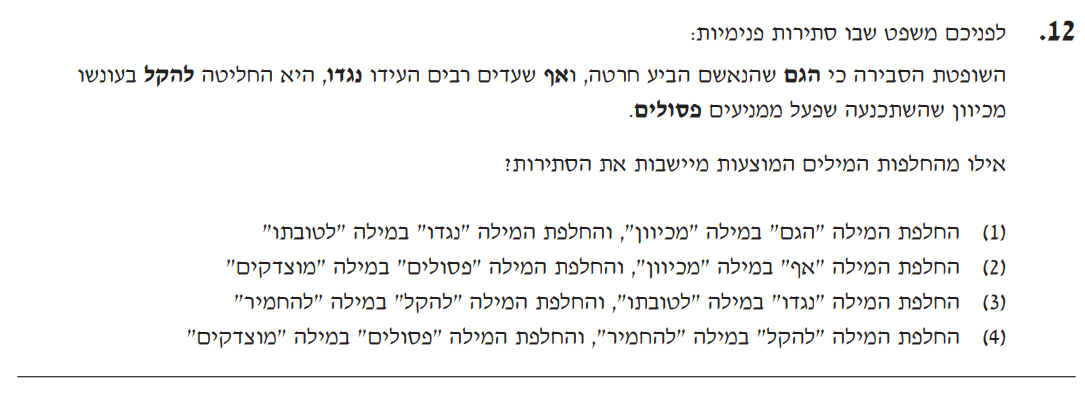 12. לפניכם משפט שבו סתירות פנימיות:
השופטת הסבירה כי הגם שהנאשם הביע חרטה, ואף שעדים רבים העידו נגדו, היא החליטה להקל בעונשו
מכיוון שהשתכנעה שפעל ממניעים פסולים.
אילו מהחלפות המילים המוצעות מיישבות את הסתירות?
(1) החלפת המילה "הגם" במילה "מכיוון", והחלפת המילה "נגדו" במילה "לטובתו"
(2) החלפת המילה "אף" במילה "מכיוון", והחלפת המילה "פסולים" במילה "מוצדקים"
(3) החלפת המילה "נגדו" במילה "לטובתו", והחלפת המילה "להקל" במילה "להחמיר"
(4) החלפת המילה "להקל" במילה "להחמיר", והחלפת המילה "פסולים" במילה "מוצדקים"